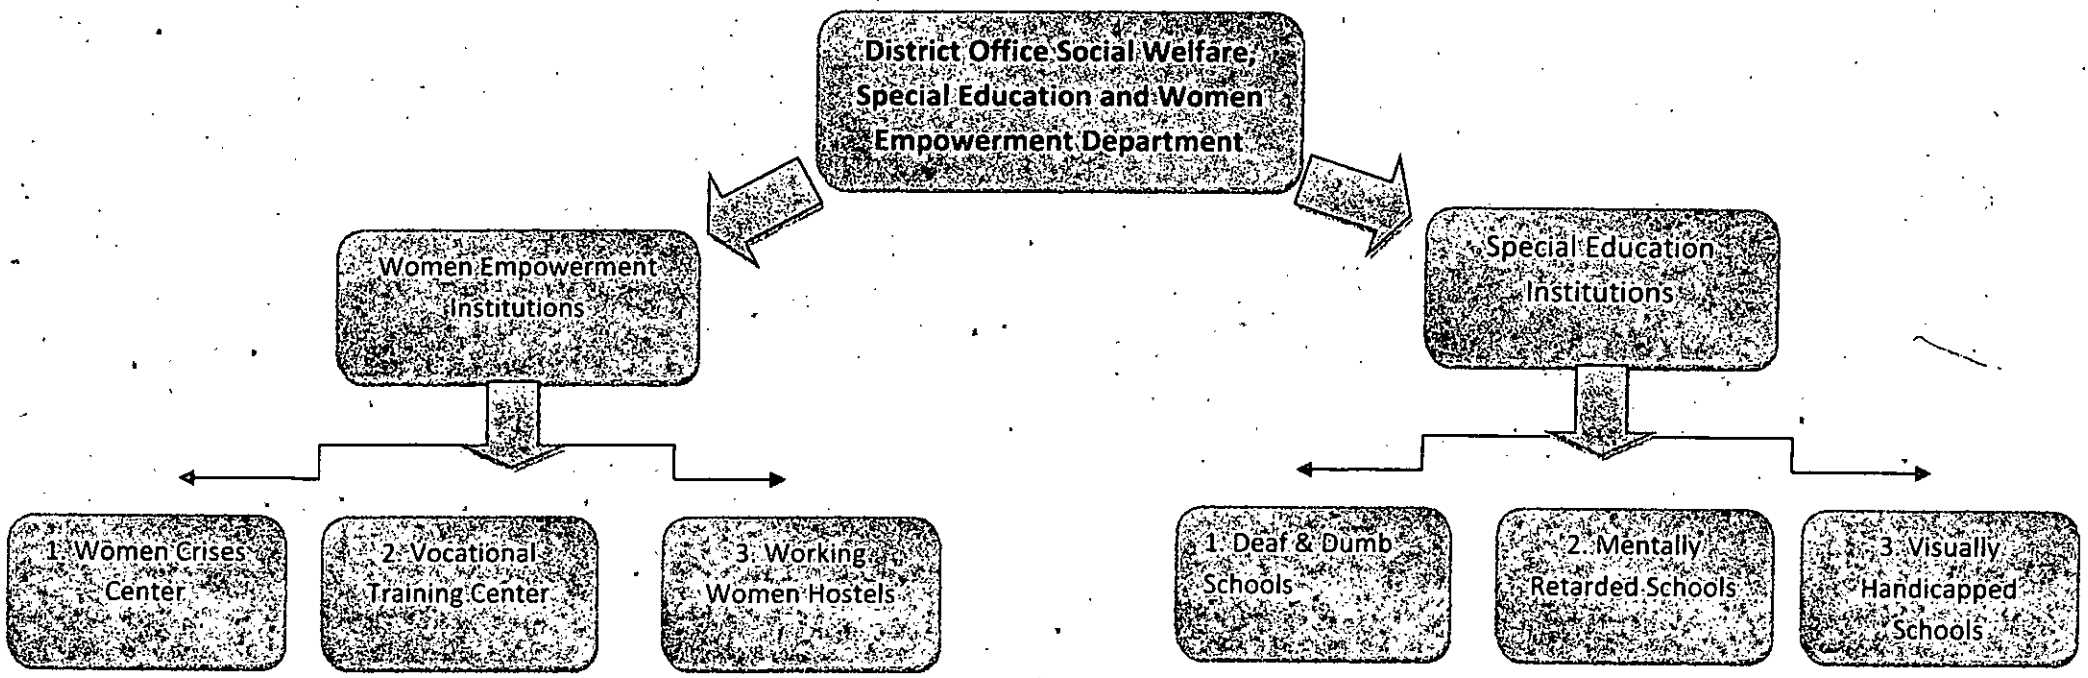 District Office Social Welfare,
Special Education and Women
Empowerment Department
Women Empowerment
Institutions
Special Education
Institutions
1. Women Crises
Center
2. Vocational
Training Center
3. Working
Women Hostels
1. Deaf & Dumb
Schools
2. Mentally
Retarded Schools
3. Visually
Handicapped
Schools